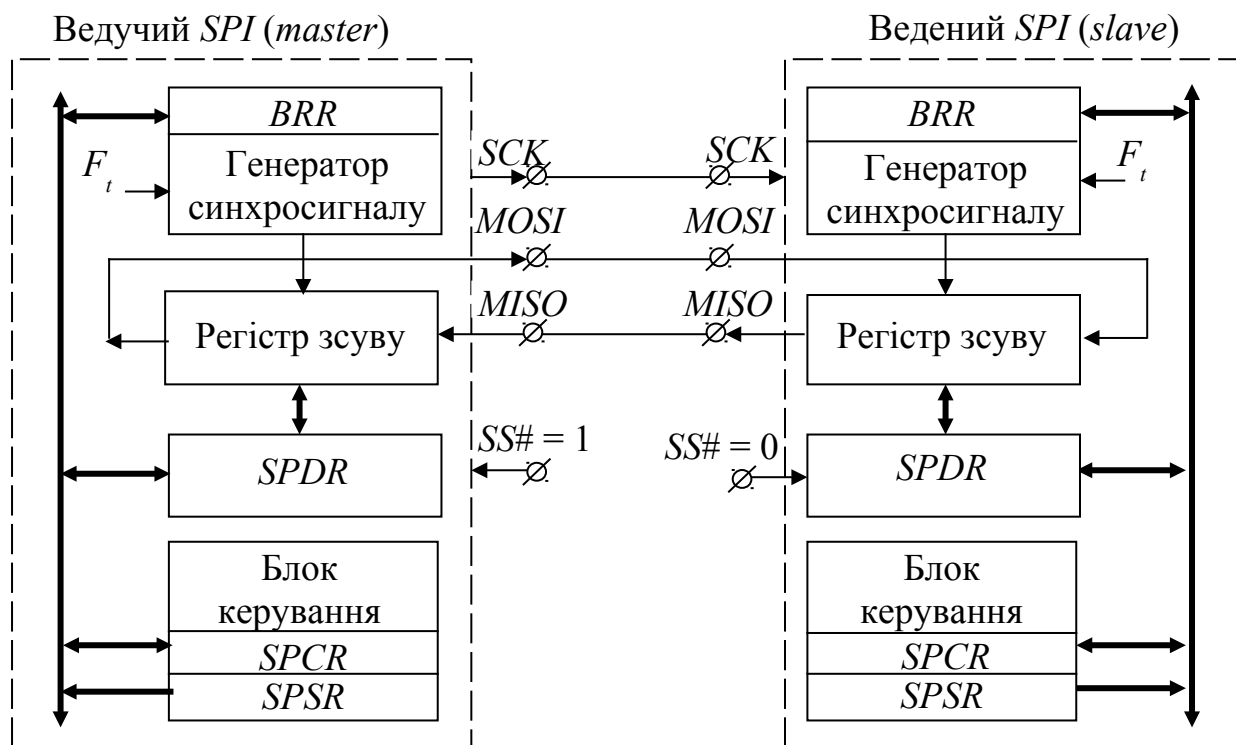 Ведучий SPI (master)
Ведений SPI (slave)
BRR
Генератор
синхросигналу
F t
SCK
SCK
BRR
Генератор
синхросигналу
F t
MOSI
MOSI
MISO
MISO
Регістр зсуву
Регістр зсуву
SS# = 1
SS# = 0
SPDR
SPDR
Блок
керування
SPCR
SPSR
Блок
керування
SPCR
SPSR